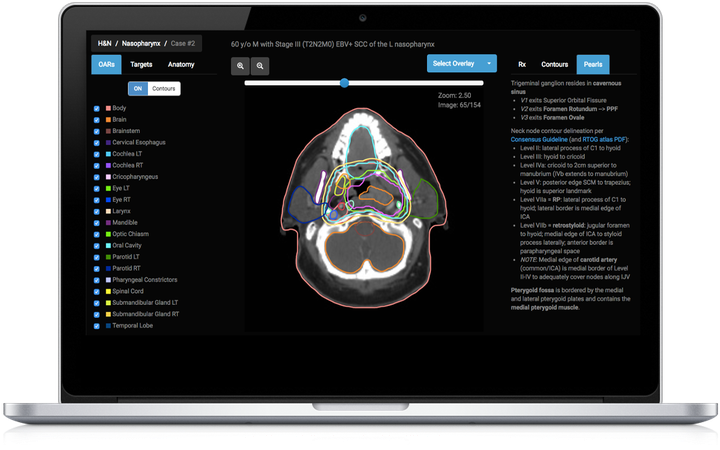 H&N / Nasopharynx / Case #2
60 y/o M with Stage III (T2N2M0) EBV+ SCC of the L nasopharynx
OARs Targets Anatomy
ON Contours
Body
Brain
Brainstem
Cervical Esophagus
Cochlea LT
Cochlea RT
Cricopharyngeus
Eye LT
Eye RT
Larynx
Mandible
Optic Chiasm
Oral Cavity
Parotid LT
Parotid RT
Pharyngeal Constrictors
Spinal Cord
Submandibular Gland LT
Submandibular Gland RT
Temporal Lobe
Select Overlay
Zoom: 2.50
Image: 65/154
Rx Contours Pearls
Trigeminal ganglion resides in cavernous
sinus
• V1 exits Superior Orbital Fissure
• V2 exits Foramen Rotundum –> PPF
• V3 exits Foramen Ovale
Neck node contour delineation per
Consensus Guideline (and RTOG atlas PDF):
• Level II: lateral process of C1 to hyoid
• Level III: hyoid to cricoid
• Level IVa: cricoid to 2cm superior to
manubrium (IVb extends to manubrium)
• Level V: posterior edge SCM to trapezius;
hyoid is superior landmark
• Level VIIa = RP: lateral process of C1 to
hyoid; lateral border is medial edge of
ICA
• Level VIIb = retrostyloid: jugular foramen
to hyoid; medial edge of ICA to styloid
process laterally; anterior border is
parapharyngeal space
• NOTE: Medial edge of carotid artery
(common/ICA) is medial border of Level
II-IV to adequately cover nodes along IJV
Pterygoid fossa is bordered by the medial
and lateral pterygoid plates and contains the
medial pterygoid muscle.